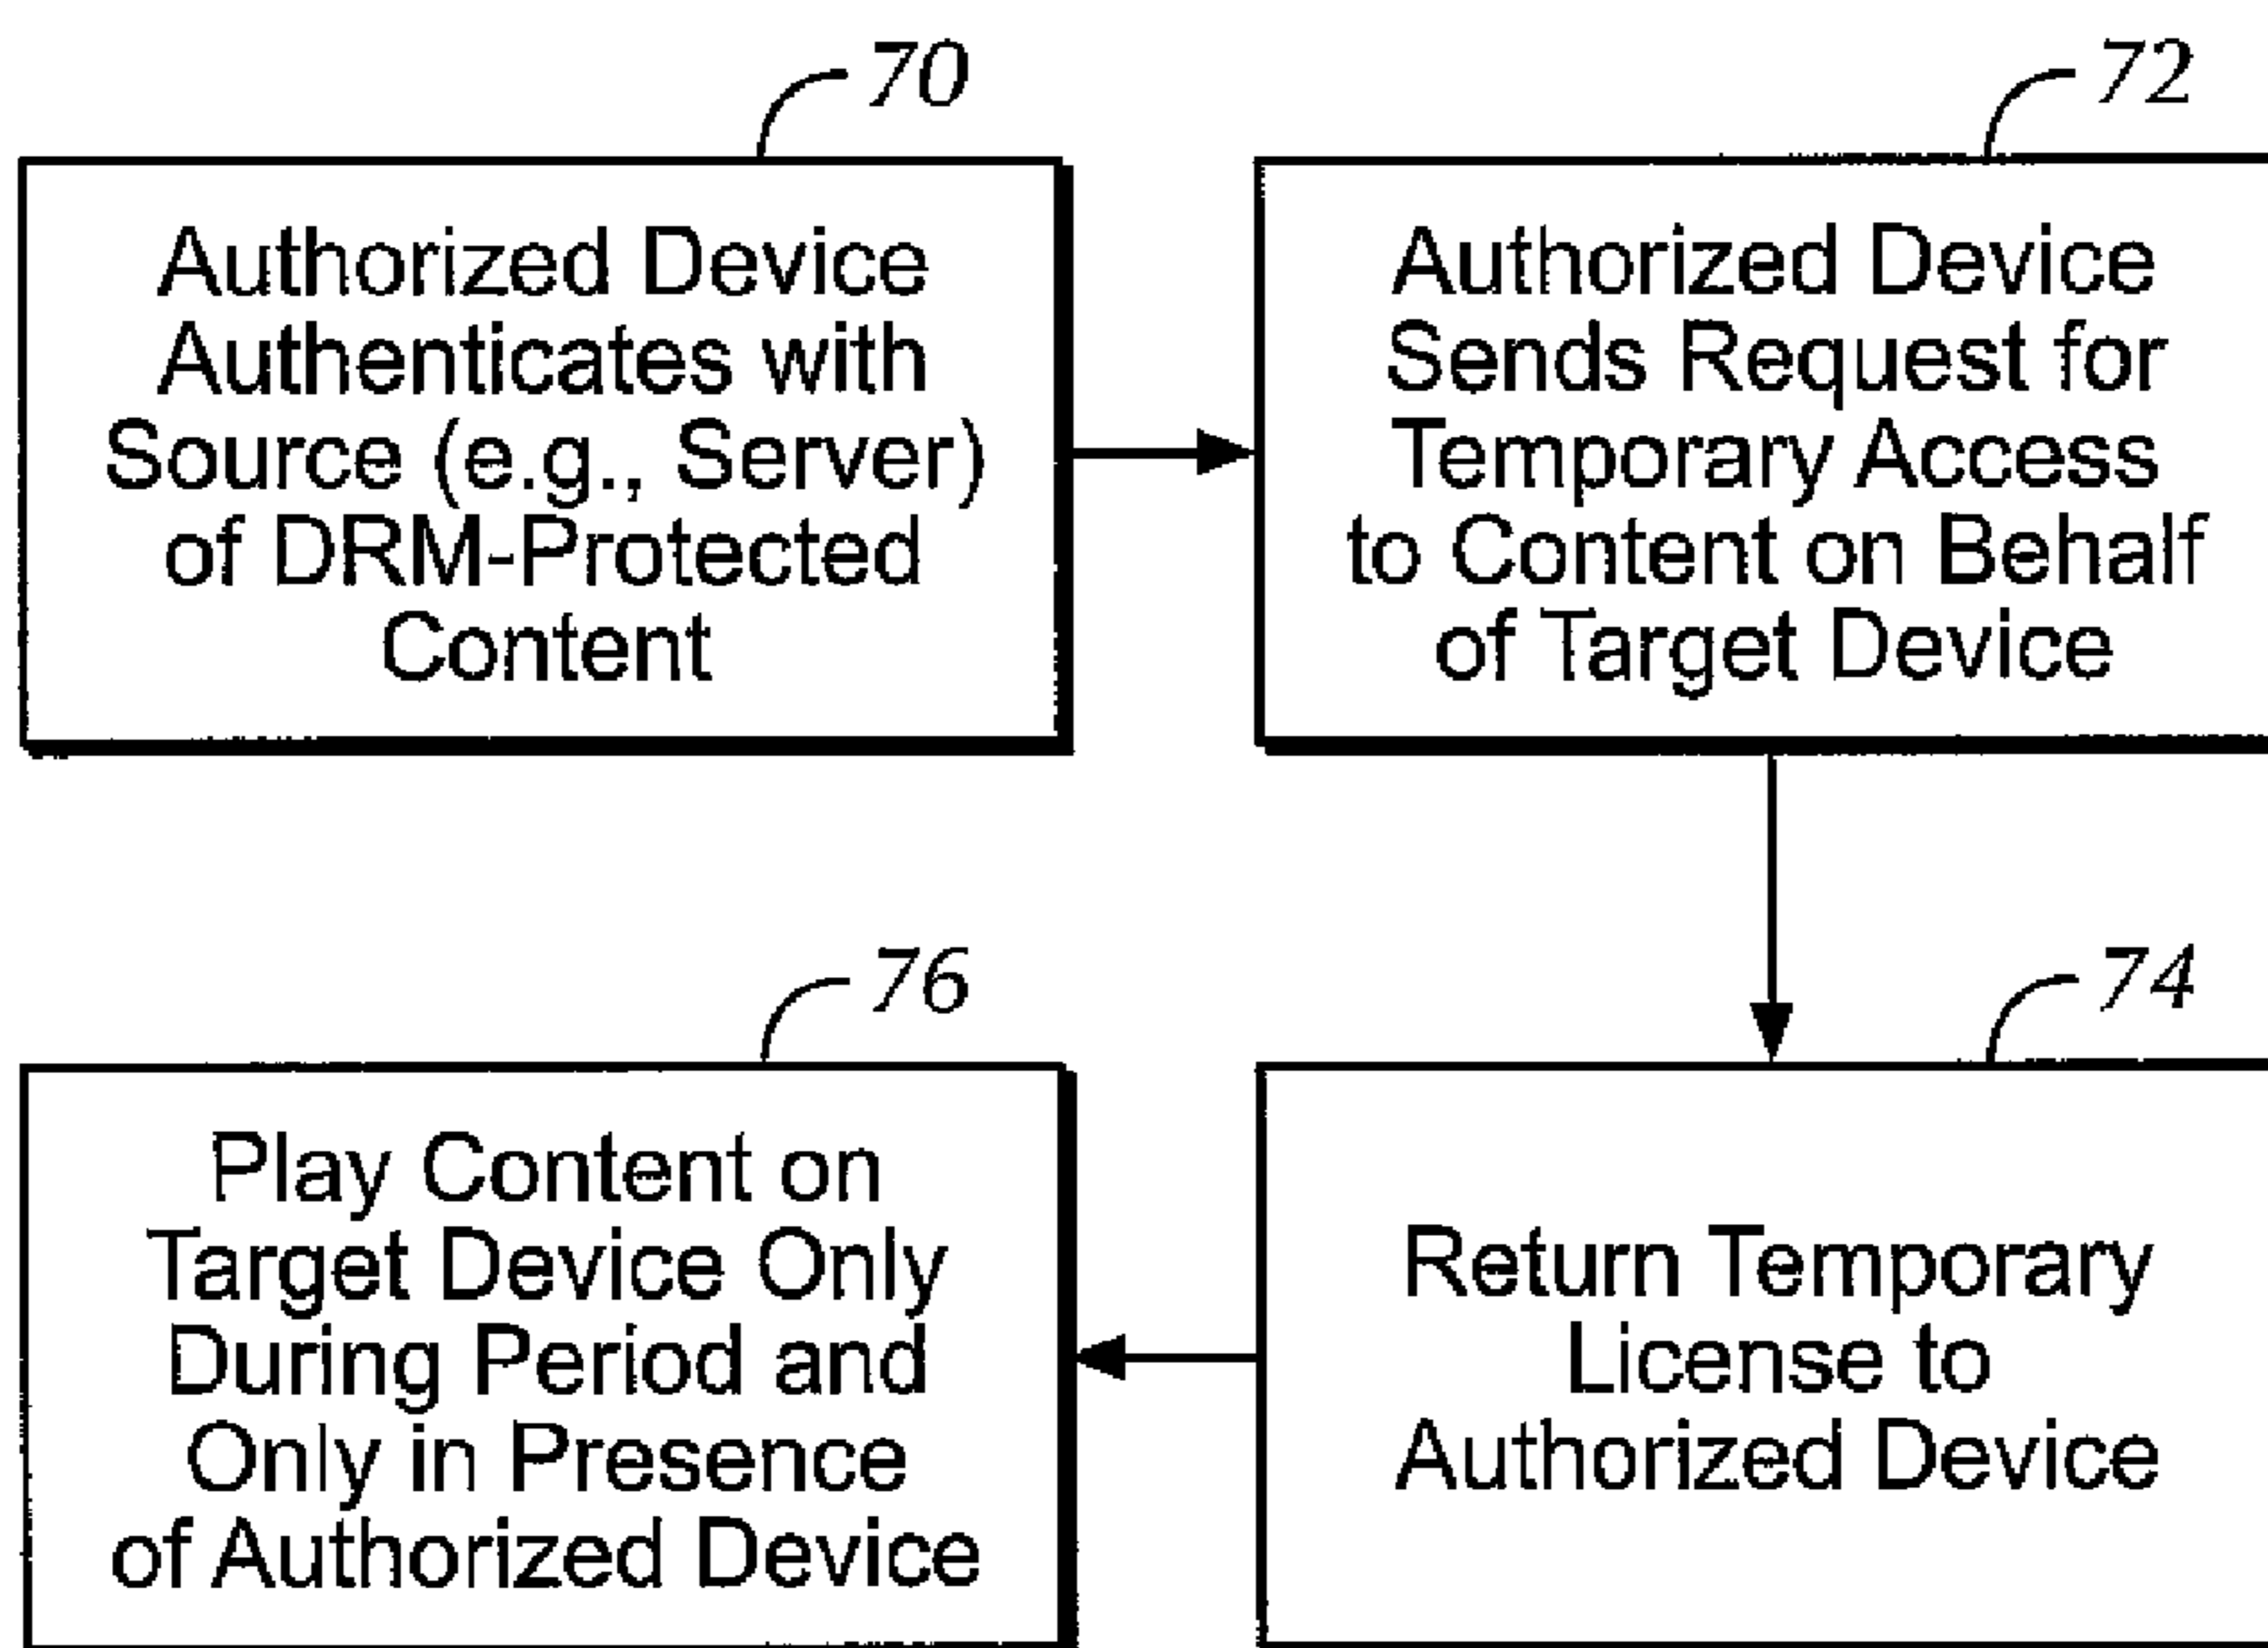 70
Authorized Device
Authenticates with
Source (e.g., Server)
of DRM-Protected
Content
72
Authorized Device
Sends Request for
Temporary Access
to Content on Behalf
of Target Device
74
Return Temporary
License to
Authorized Device
76
Play Content on
Target Device Only
During Period and
Only in Presence
of Authorized Device